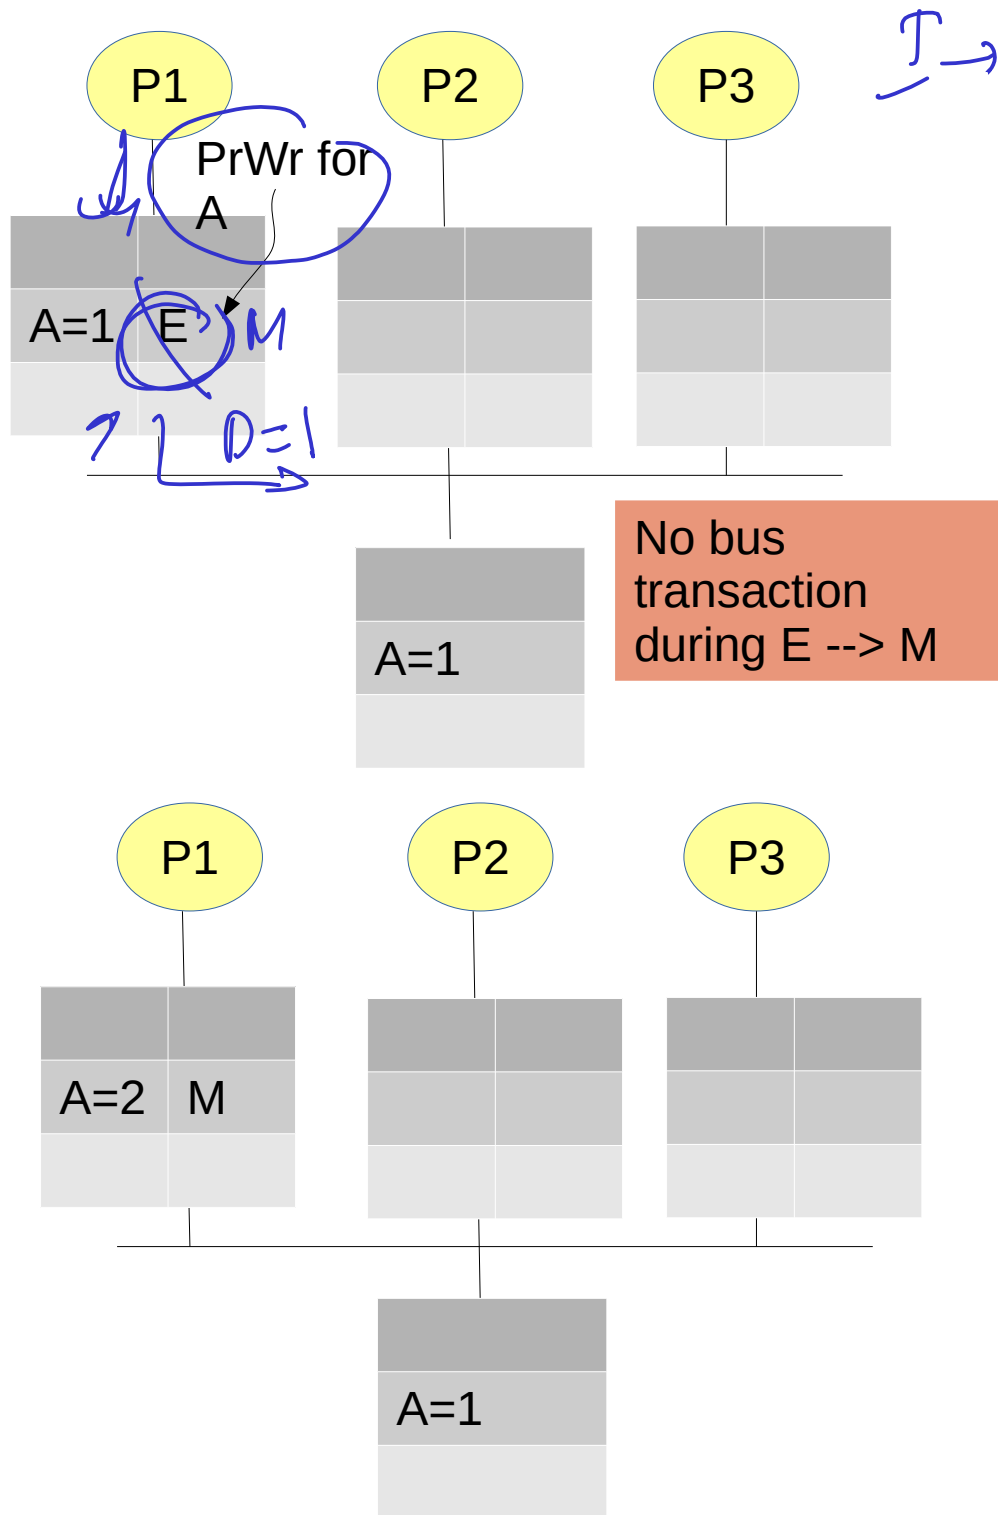 P1
P2
P3
I
PrWr for
A
A=1 E M
D=1
No bus
transaction
during E --> M
A=1
P1
P2
P3
A=2 M
A=1